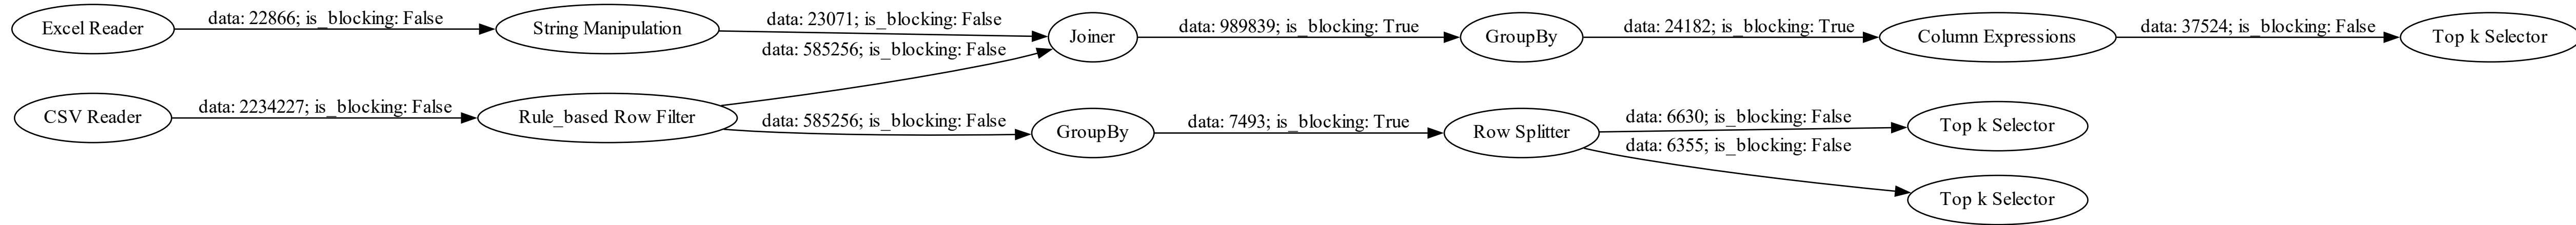 Excel Reader
data: 22866; is_blocking: False
String Manipulation
data: 23071; is_blocking: False
data: 585256; is_blocking: False
Joiner
data: 989839; is_blocking: True
GroupBy
data: 24182; is_blocking: True
Column Expressions
data: 37524; is_blocking: False
Top k Selector
CSV Reader
data: 2234227; is_blocking: False
Rule_based Row Filter
data: 585256; is_blocking: False
GroupBy
data: 7493; is_blocking: True
Row Splitter
data: 6630; is_blocking: False
Top k Selector
data: 6355; is_blocking: False
Top k Selector